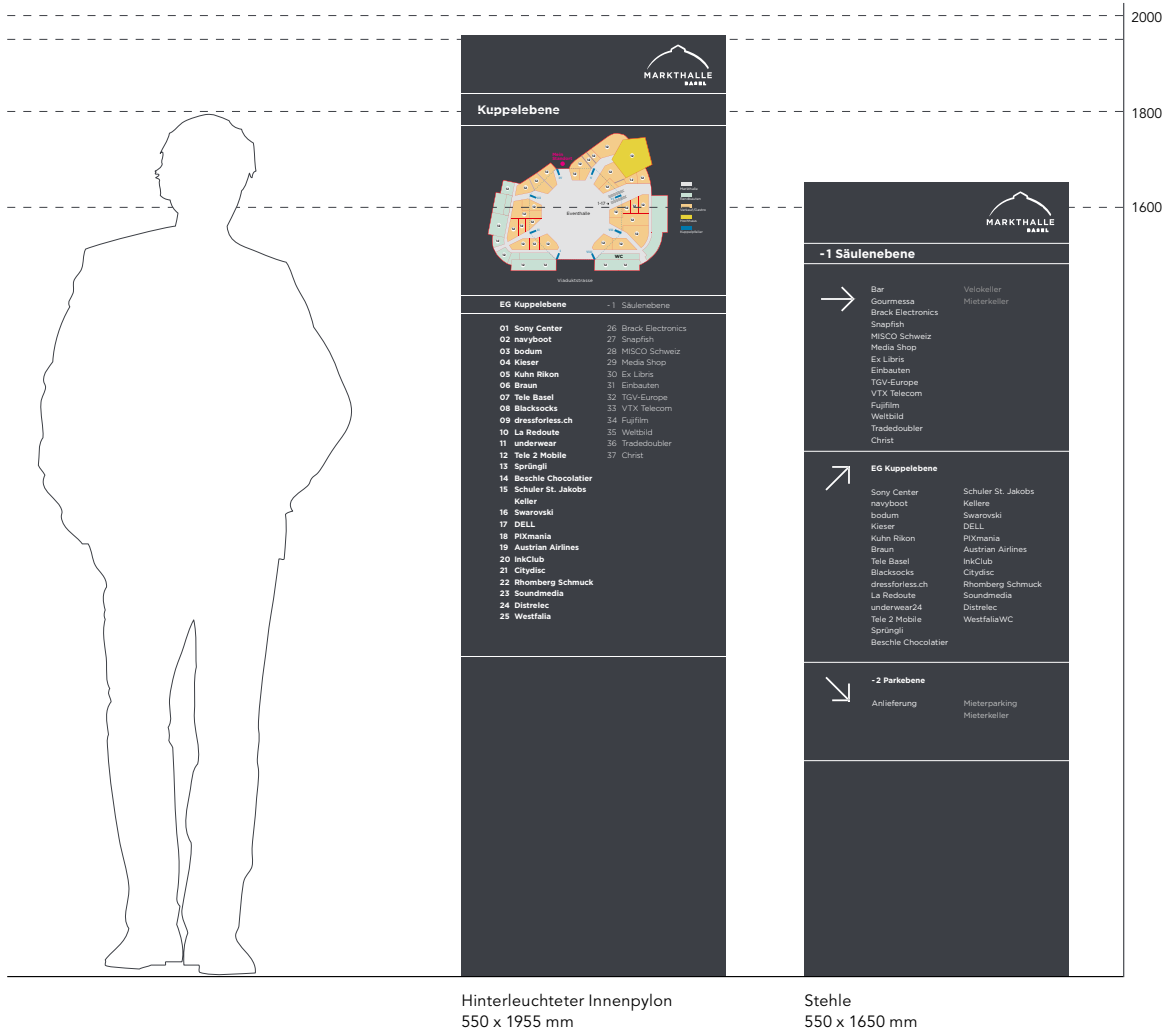 2000
1800
1600
MARKTHALLE
BASEL
Kuppelebene
Eventhalle
WC
Viaduktstrasse
EG Kuppelebene
-1 Säulenebene
01 Sony Center
02 navyboot
03 bodum
04 Kieser
05 Kuhn Rikon
06 Braun
07 Tele Basel
08 Blacksocks
09 dressforless.ch
10 La Redoute
11 underwear
12 Tele 2 Mobile
13 Sprüngli
14 Beschle Chocolatier
15 Schuler St. Jakobs
Keller
16 Swarovski
17 DELL
18 PIXmania
19 Austrian Airlines
20 InkClub
21 Citydisc
22 Rhomberg Schmuck
23 Soundmedia
24 Distrelec
25 Westfalia
26 Brack Electronics
27 Snapfish
28 MISCO Schweiz
29 Media Shop
30 Ex Libris
31 Einbauten
32 TGV-Europe
33 VTX Telecom
34 Fujifilm
35 Weltbild
36 Tradedoubler
37 Christ
MARKTHALLE
BASEL
-1 Säulenebene
Bar
Gourmessa
Brack Electronics
Snapfish
MISCO Schweiz
Media Shop
Ex Libris
Einbauten
TGV-Europe
VTX Telecom
Fujifilm
Weltbild
Tradedoubler
Christ
Velokeller
Mieterkeller
EG Kuppelebene
Sony Center
navyboot
bodum
Kieser
Kuhn Rikon
Braun
Tele Basel
Blacksocks
dressforless.ch
La Redoute
underwear24
Tele 2 Mobile
Sprüngli
Beschle Chocolatier
Schuler St. Jakobs
Kellere
Swarovski
DELL
PIXmania
Austrian Airlines
InkClub
Citydisc
Rhomberg Schmuck
Soundmedia
Distrelec
WestfaliaWC
-2 Parkebene
Anlieferung
Mieterparking
Mieterkeller
Hinterleuchteter Innenpylon
550 x 1955 mm
Stehle
550 x 1650 mm